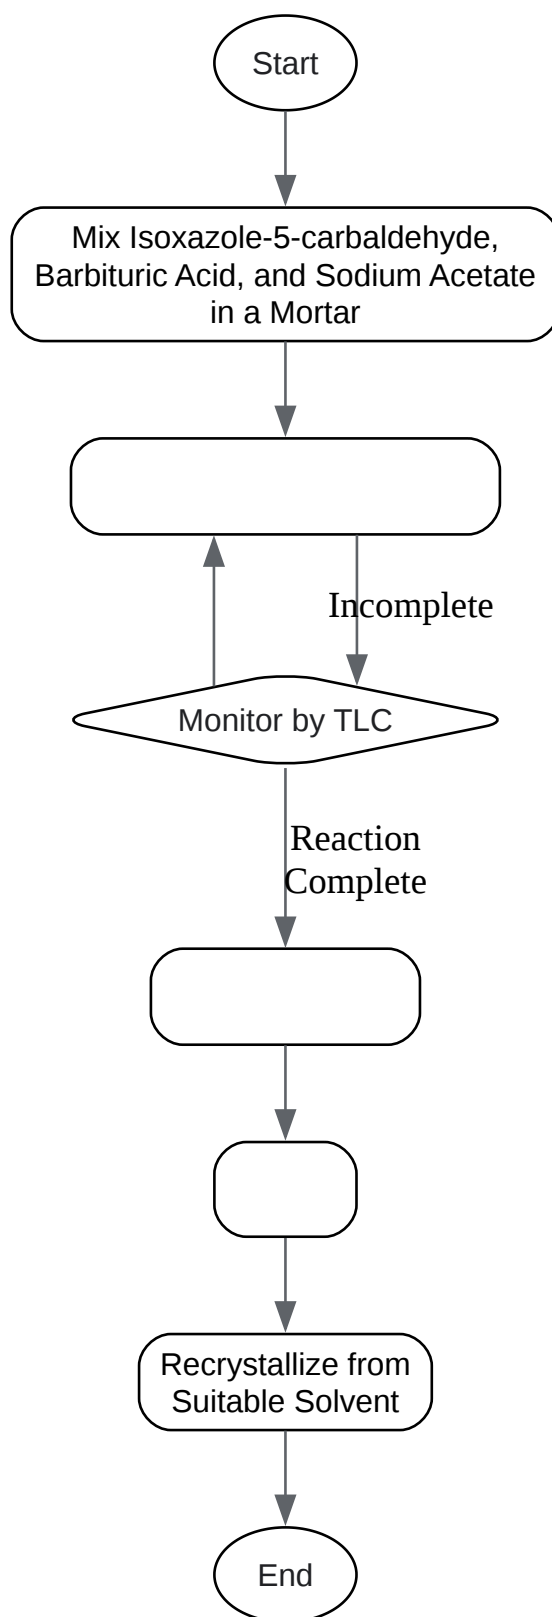 Start
Mix Isoxazole-5-carbaldehyde,
Barbituric Acid, and Sodium Acetate
in a Mortar
Incomplete
Monitor by TLC
Reaction
Complete
Recrystallize from
Suitable Solvent
End